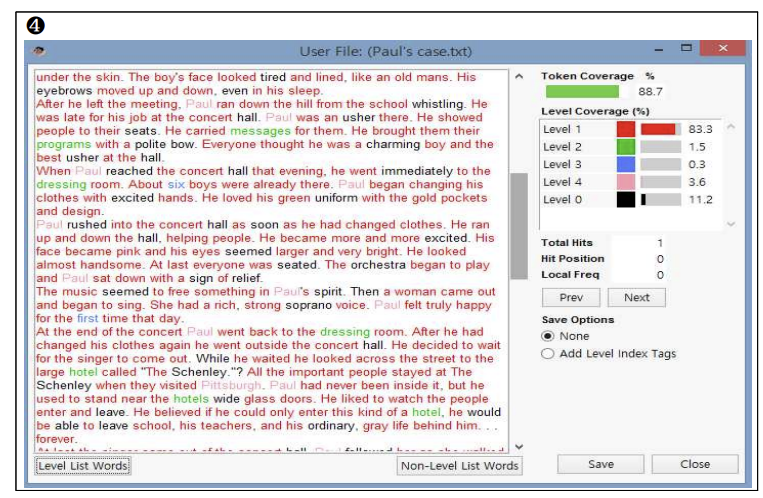 ❹
User File: (Paul's case.txt)
under the skin. The boy's face looked tired and lined, like an old mans. His
eyebrows moved up and down, even in his sleep.
After he left the meeting, Paul ran down the hill from the school whistling. He
was late for his job at the concert hall. Paul was an usher there. He showed
people to their seats. He carried messages for them. He brought them their
programs with a polite bow. Everyone thought he was a charming boy and the
best usher at the hall.
When Paul reached the concert hall that evening, he went immediately to the
dressing room. About six boys were already there. Paul began changing his
clothes with excited hands. He loved his green uniform with the gold pockets
and design.
Paul rushed into the concert hall as soon as he had changed clothes. He ran
up and down the hall, helping people. He became more and more excited. His
face became pink and his eyes seemed larger and very bright. He looked
almost handsome. At last everyone was seated. The orchestra began to play
and Paul sat down with a sign of relief.
The music seemed to free something in Paul's spirit. Then a woman came out
and began to sing. She had a rich, strong soprano voice. Paul felt truly happy
for the first time that day.
At the end of the concert Paul went back to the dressing room. After he had
changed his clothes again he went outside the concert hall. He decided to wait
for the singer to come out. While he waited he looked across the street to the
large hotel called "The Schenley."? All the important people stayed at The
Schenley when they visited Pittsburgh. Paul had never been inside it, but he
used to stand near the hotels wide glass doors. He liked to watch the people
enter and leave. He believed if he could only enter this kind of a hotel, he would
be able to leave school, his teachers, and his ordinary, gray life behind him. . .
forever.
At last the singer came out of the concert hall. Paul followed her as she walked
Level List Words
Non-Level List Words
Token Coverage %
88.7
Level Coverage (%)
Level 1 83.3
Level 2 1.5
Level 3 0.3
Level 4 3.6
Level 0 11.2
Total Hits 1
Hit Position 0
Local Freq 0
Prev Next
Save Options
None
Add Level Index Tags
Save Close